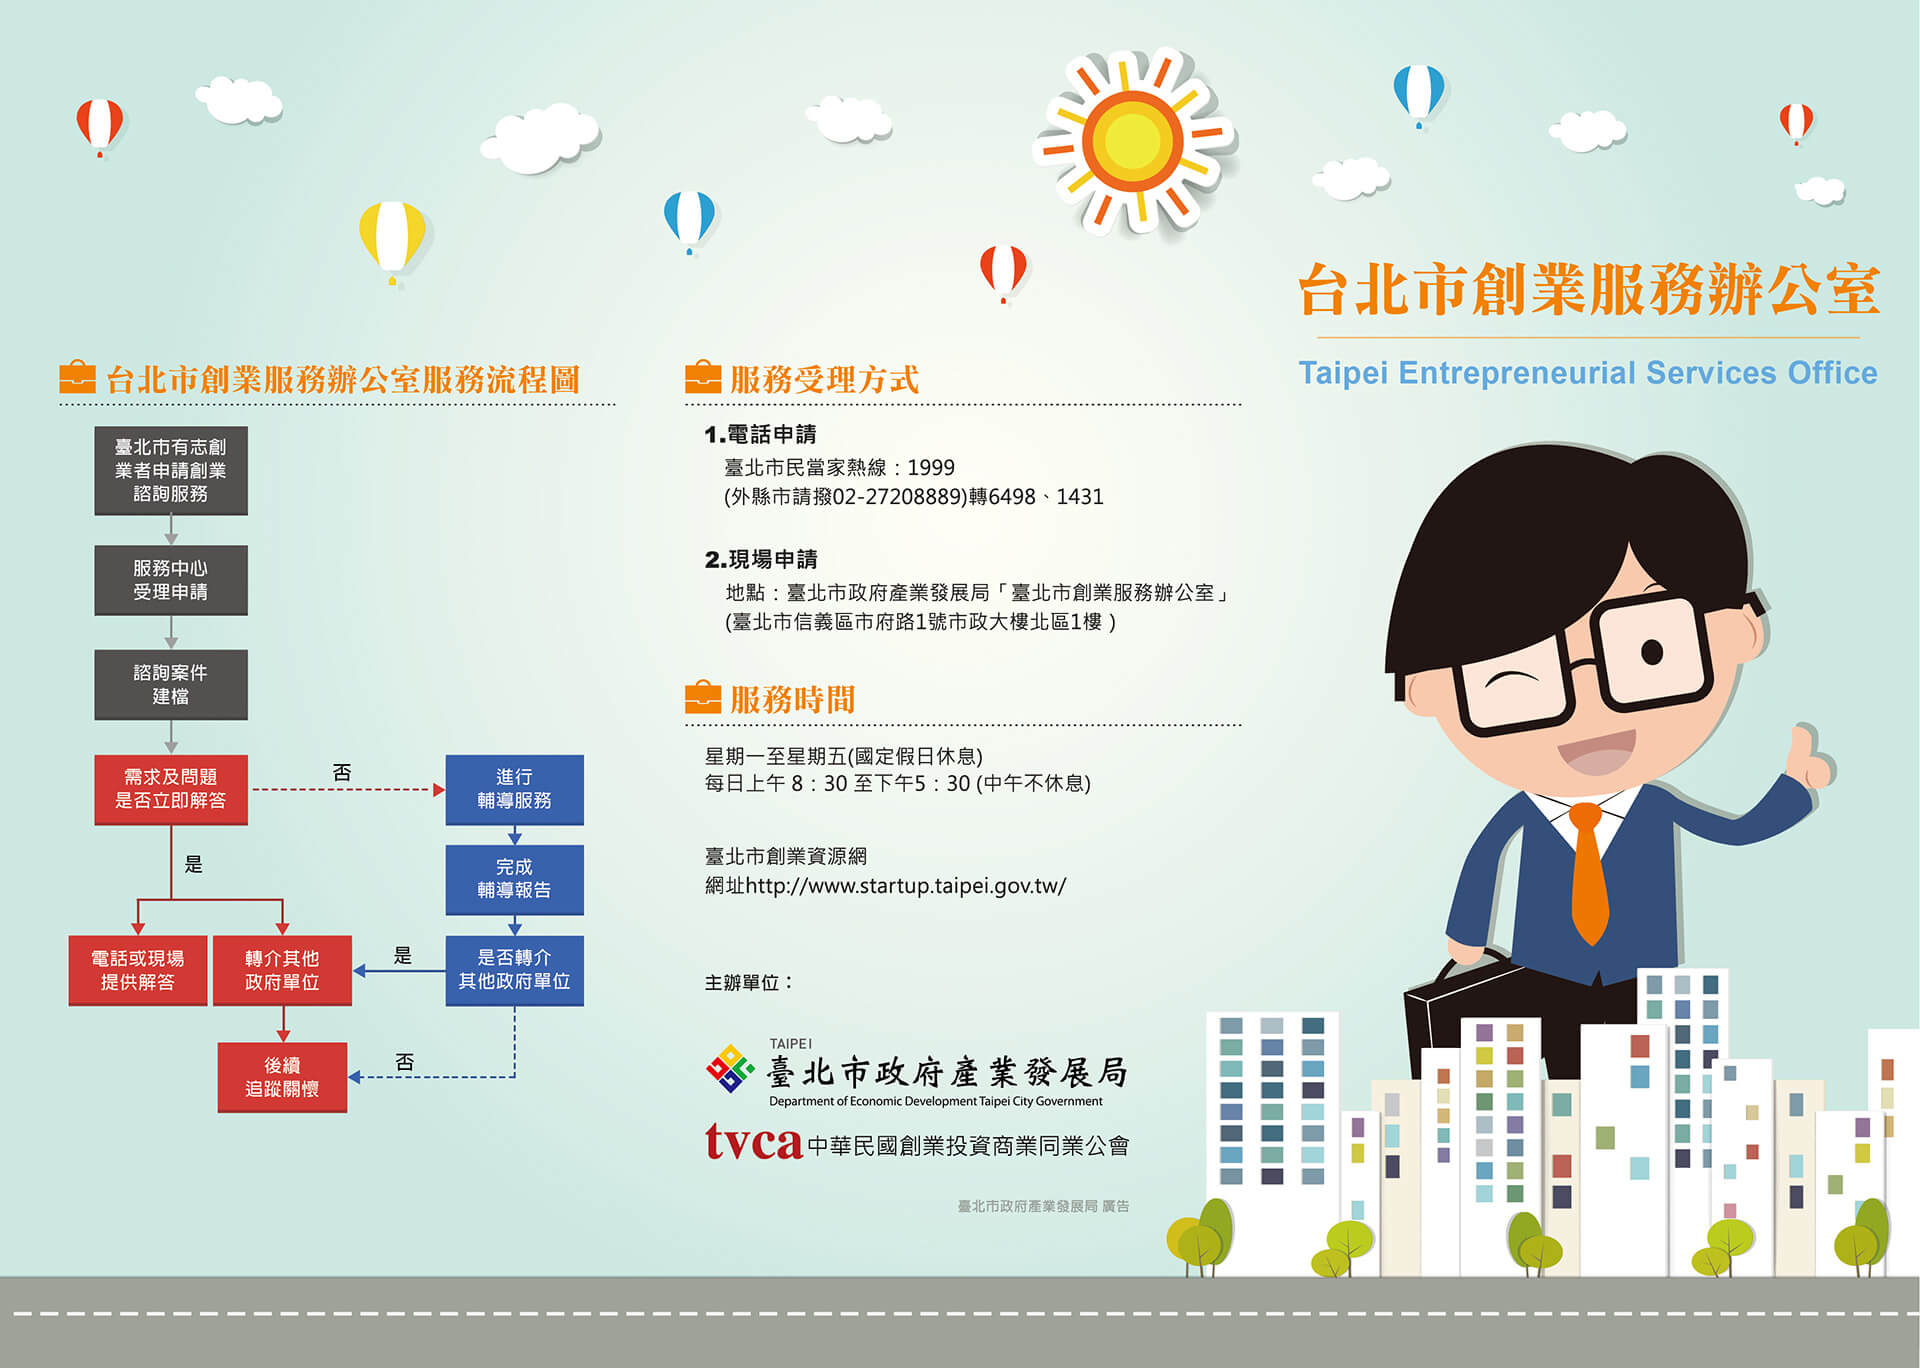 台北市創業服務辦公室服務流程圖
臺北市有志創
業者申請創業
諮詢服務
服務中心
受理申請
諮詢案件
建檔
需求及問題
是否立即解答
否
進行
輔導服務
是
完成
輔導報告
電話或現場
提供解答
轉介其他
政府單位
是
是否轉介
其他政府單位
後續
追蹤關懷
否
服務受理方式
1.電話申請
臺北市民當家熱線：1999
(外縣市請撥02-27208889)轉6498、1431
2.現場申請
地點：臺北市政府產業發展局「臺北市創業服務辦公室」
(臺北市信義區市府路1號市政大樓北區1樓)
服務時間
星期一至星期五(國定假日休息)
每日上午 8：30 至下午5：30 (中午不休息)
臺北市創業資源網
網址http://www.startup.taipei.gov.tw/
主辦單位：
TAIPEI
臺北市政府產業發展局
Department of Economic Development Taipei City Government
tvca中華民國創業投資商業同業公會
臺北市政府產業發展局 廣告
台北市創業服務辦公室
Taipei Entrepreneurial Services Office